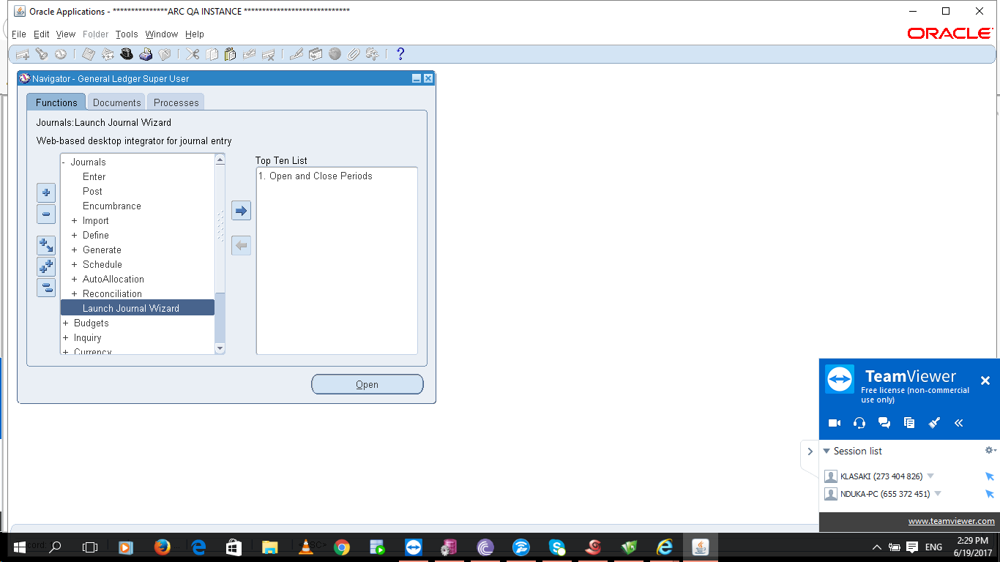 Oracle Applications - ***************ARC QA INSTANCE *****************************
File Edit View Folder Tools Window Help
ORACLE
?
Navigator - General Ledger Super User
Functions Documents Processes
Journals:Launch Journal Wizard
Web-based desktop integrator for journal entry
- Journals
Enter
Post
Encumbrance
+ Import
+ Define
+ Generate
+ Schedule
+ AutoAllocation
+ Reconciliation
Launch Journal Wizard
+ Budgets
+ Inquiry
+ Currency
Top Ten List
1. Open and Close Periods
Open
TeamViewer
Free license (non-commercial
use only)
Session list
KLASAKI (273 404 826)
NDUKA-PC (655 372 451)
www.teamviewer.com
ENG
2:29 PM
6/19/2017